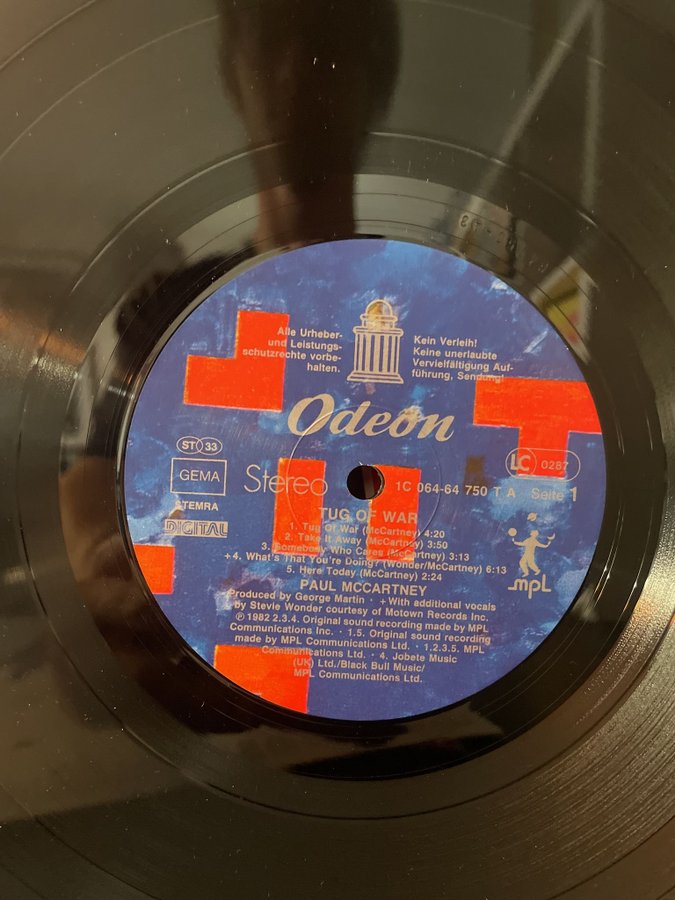 Alle Urheber-
und Leistungs-
schutzrechte vorbe-
halten.
Kein Verleih!
Keine unerlaubte
Vervielfältigung Auf-
führung, Sendung!
Odeon
ST 33
GEMA
STEMRA
DIGITAL
Stereo
1C 064-64 750 T A Seite 1
LC 0287
TUG OF WAR
1. Tug Of War (McCartney) 4:20
2. Take It Away (McCartney) 3:50
3. Somebody Who Cares (McCartney) 3:13
+ 4. What's That You're Doing? (Wonder/McCartney) 6:13
5. Here Today (McCartney) 2:24
PAUL MCCARTNEY
Produced by George Martin · + With additional vocals
by Stevie Wonder courtesy of Motown Records Inc.
℗ 1982 2.3.4. Original sound recording made by MPL
Communications Inc. · 1.5. Original sound recording
made by MPL Communications Ltd. · 1.2.3.5. MPL
Communications Ltd. · 4. Jobete Music
(UK) Ltd./Black Bull Music/
MPL Communications Ltd.
mpL